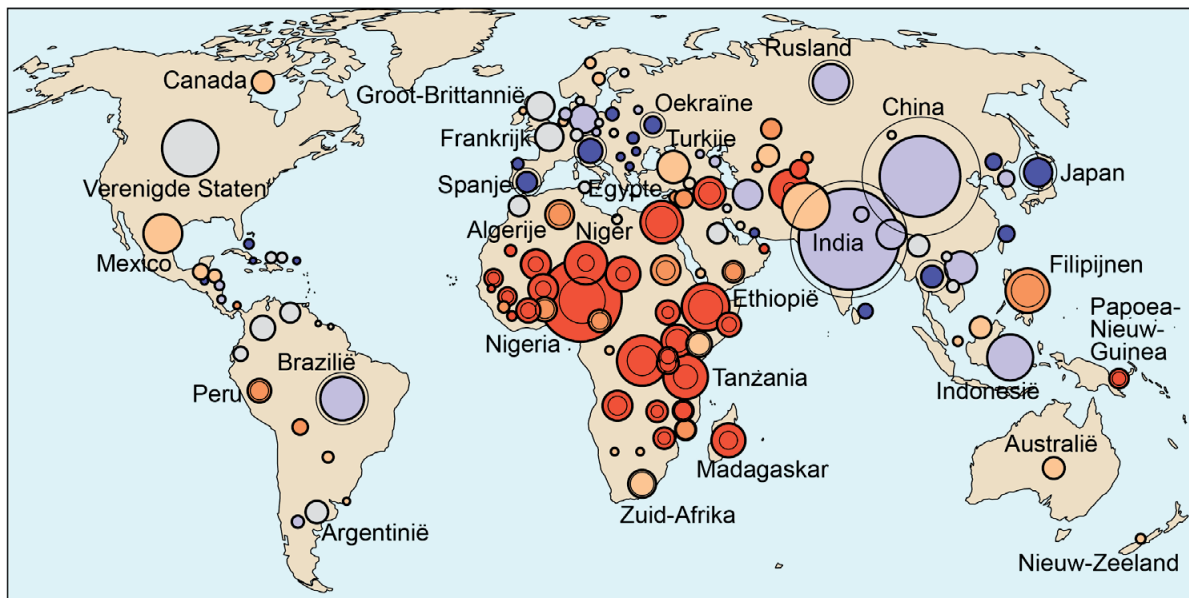 Rusland
Canada
Groot-Brittannië
China
Oekraïne
Frankrijk
Turkije
Verenigde Staten
Spanje
Egypte
Japan
Algerije
Niger
India
Mexico
Filipijnen
Ethiopië
Papoea-
Nieuw-
Guinea
Nigeria
Brazilië
Tanzania
Peru
Indonesië
Australië
Madagaskar
Zuid-Afrika
Argentinië
Nieuw-Zeeland